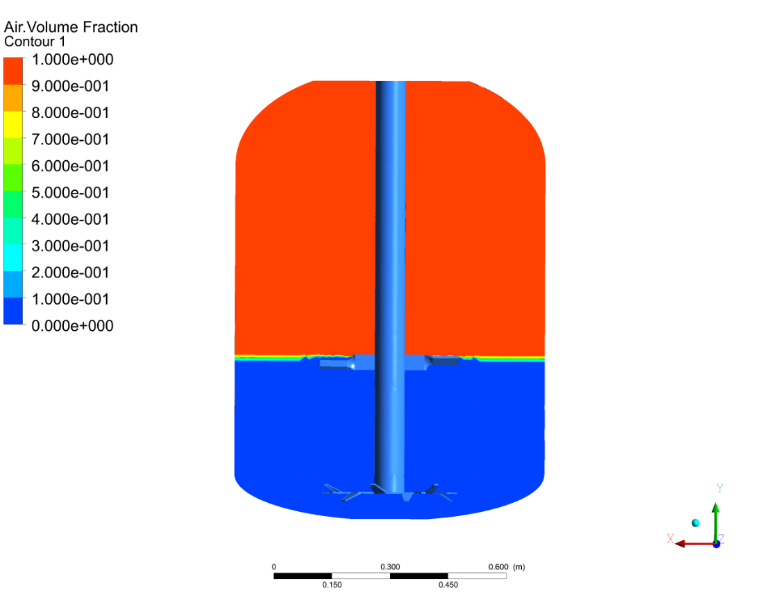 Air.Volume Fraction
Contour 1
1.000e+000
9.000e-001
8.000e-001
7.000e-001
6.000e-001
5.000e-001
4.000e-001
3.000e-001
2.000e-001
1.000e-001
0.000e+000
Y
X
Z
0 0.300 0.600 (m)
0.150 0.450